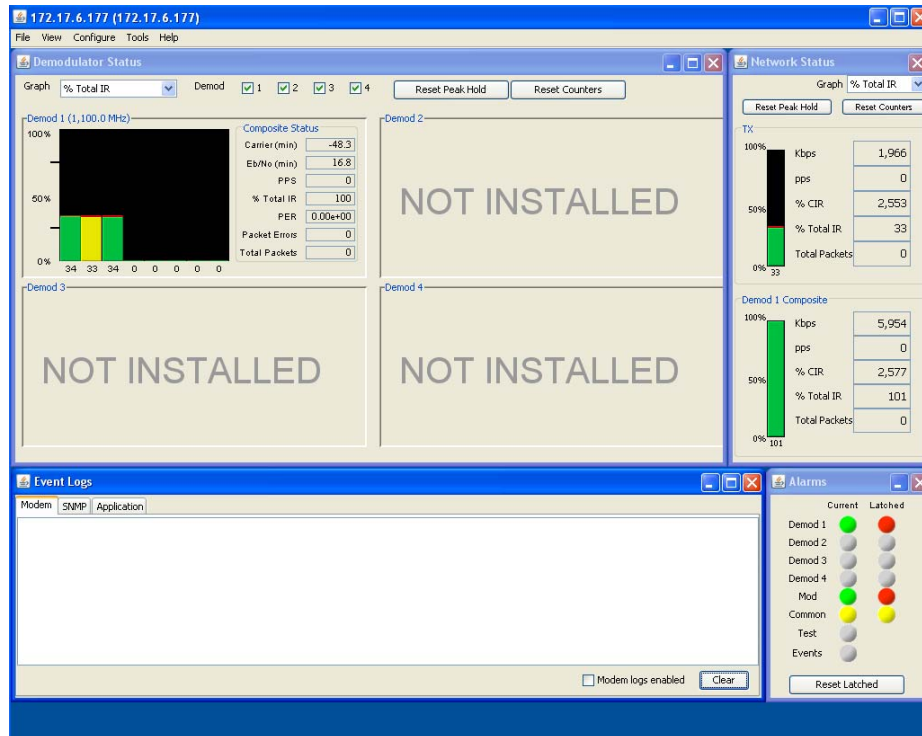 172.17.6.177 (172.17.6.177)
File View Configure Tools Help
Demodulator Status
Graph % Total IR Demod 1 2 3 4 Reset Peak Hold Reset Counters
Demod 1 (1,100.0 MHz)
100%
50%
0%
34 33 34 0 0 0 0 0
Composite Status
Carrier (min) -48.3
Eb/No (min) 16.8
PPS 0
% Total IR 100
PER 0.00e+00
Packet Errors 0
Total Packets 0
Demod 2
NOT INSTALLED
Demod 3
NOT INSTALLED
Demod 4
NOT INSTALLED
Network Status
Graph % Total IR
Reset Peak Hold Reset Counters
TX
100%
50%
0%
33
Kbps 1,966
pps 0
% CIR 2,553
% Total IR 33
Total Packets 0
Demod 1 Composite
100%
50%
0%
101
Kbps 5,954
pps 0
% CIR 2,577
% Total IR 101
Total Packets 0
Event Logs
Modem SNMP Application
Modem logs enabled Clear
Alarms
Current Latched
Demod 1
Demod 2
Demod 3
Demod 4
Mod
Common
Test
Events
Reset Latched